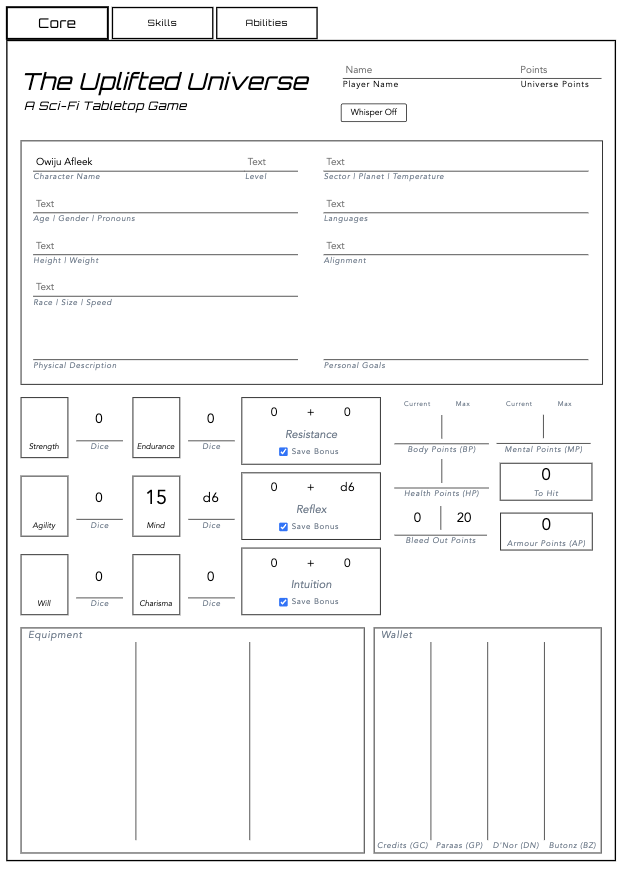 Core Skills Abilities
The Uplifted Universe
A Sci-Fi Tabletop Game
Name Points
Player Name Universe Points
Whisper Off
Owiju Afleek Text Text
Character Name Level Sector | Planet | Temperature
Text Text
Age | Gender | Pronouns Languages
Text Text
Height | Weight Alignment
Text
Race | Size | Speed
Physical Description Personal Goals
Current Max Current Max
0 0 0 + 0
Strength Dice Endurance Dice Resistance
Save Bonus
Body Points (BP) Mental Points (MP)
0 15 d6 0 + d6 0
Health Points (HP) To Hit
Agility Dice Mind Dice Reflex
Save Bonus
0 20 0
Bleed Out Points Armour Points (AP)
0 0 0 + 0
Will Dice Charisma Dice Intuition
Save Bonus
Equipment Wallet
Credits (GC) Paraas (GP) D'Nor (DN) Butonz (BZ)